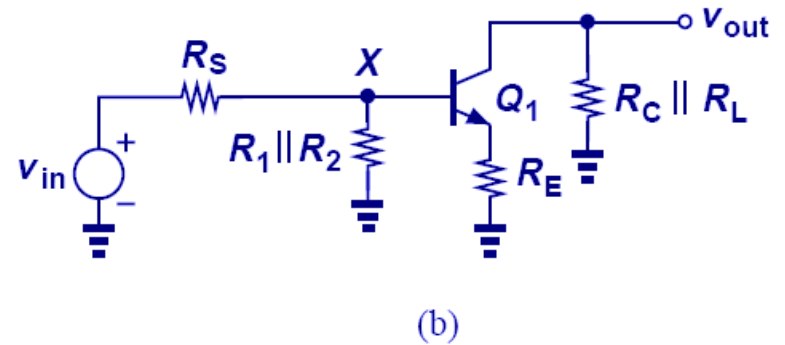 v_out
R_S
X
Q_1
R_C || R_L
R_1 || R_2
v_in
+
−
R_E
(b)